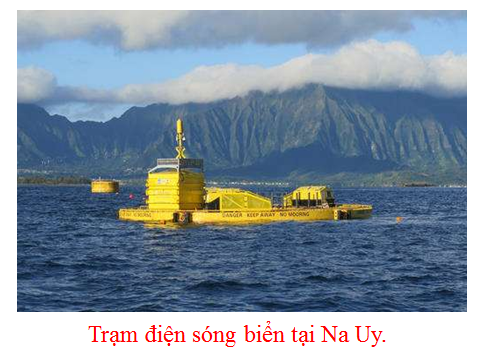 DANGER KEEP AWAY NO MOORING
Trạm điện sóng biển tại Na Uy.